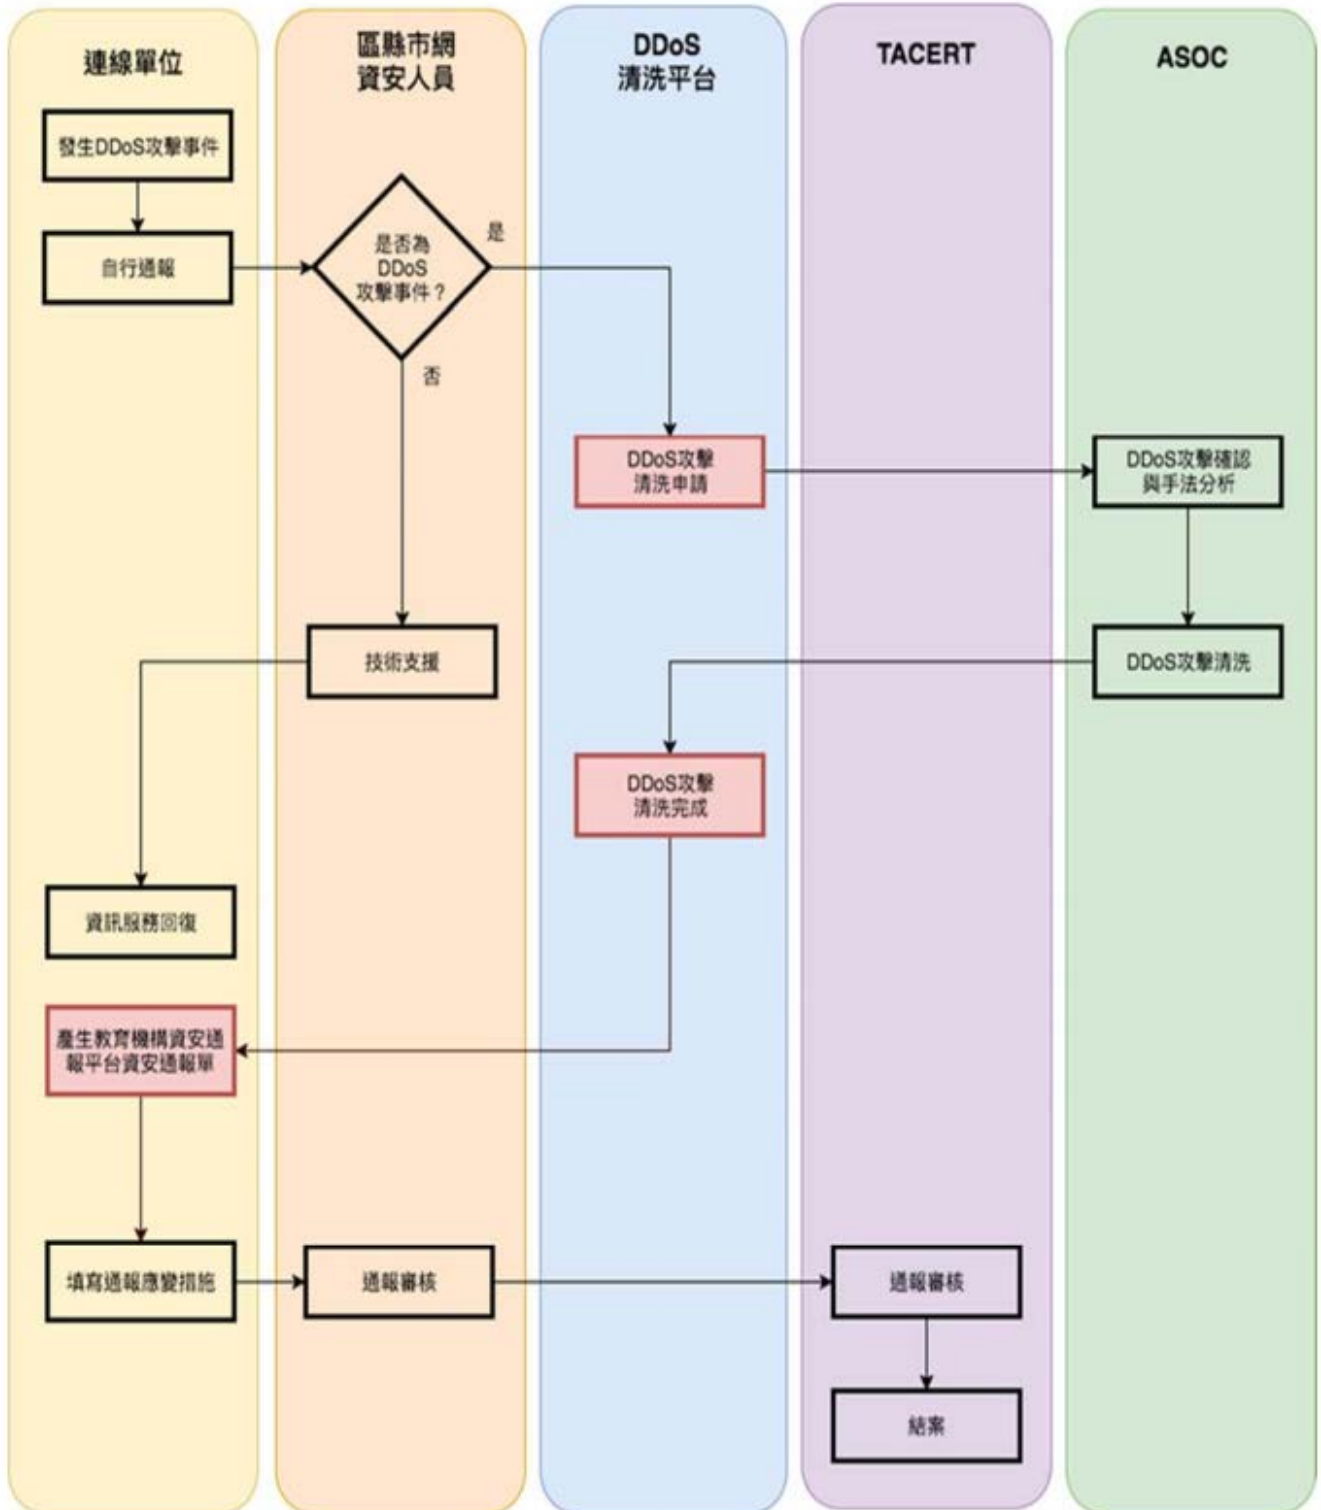 連線單位
區縣市網
資安人員
DDoS
清洗平台
TACERT
ASOC
發生DDoS攻擊事件
自行通報
是否為
DDoS
攻擊事件？
是
否
DDoS攻擊
清洗申請
DDoS攻擊確認
與手法分析
技術支援
DDoS攻擊清洗
DDoS攻擊
清洗完成
資訊服務回復
產生教育機構資安通
報平台資安通報單
填寫通報應變措施
通報審核
通報審核
結案